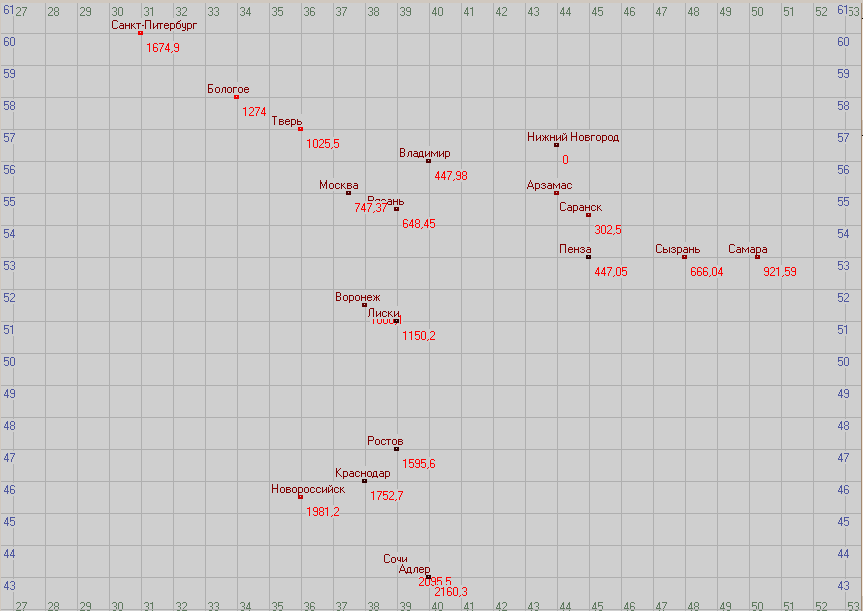 61 27 28 29 30 31 32 33 34 35 36 37 38 39 40 41 42 43 44 45 46 47 48 49 50 51 52 61 53
Санкт-Питербург
60 60
1674,9
59 59
Бологое
58 58
1274
Тверь
57 Нижний Новгород 57
1025,5
Владимир 0
56 56
447,98
Москва Арзамас
55 Рязань 55
747,37 Саранск
648,45 302,5
54 54
Пенза Сызрань Самара
53 53
447,05 666,04 921,59
52 Воронеж 52
Лиски
51 51
1150,2
50 50
49 49
48 48
Ростов
47 47
1595,6
Краснодар
46 Новороссийск 46
1752,7
1981,2
45 45
44 44
Сочи
Адлер
43 2095,5 43
2160,3
27 28 29 30 31 32 33 34 35 36 37 38 39 40 41 42 43 44 45 46 47 48 49 50 51 52 53